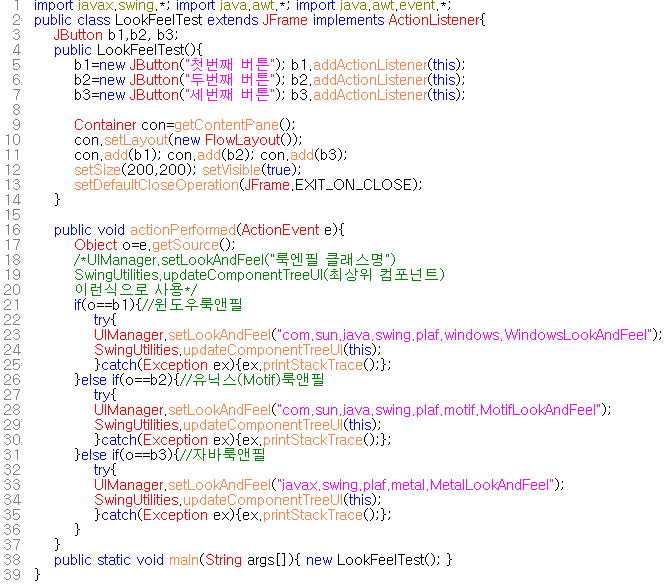 1 import javax.swing.*; import java.awt.*; import java.awt.event.*;
2 public class LookFeelTest extends JFrame implements ActionListener{
3 JButton b1,b2, b3;
4 public LookFeelTest(){
5 b1=new JButton("첫번째 버튼"); b1.addActionListener(this);
6 b2=new JButton("두번째 버튼"); b2.addActionListener(this);
7 b3=new JButton("세번째 버튼"); b3.addActionListener(this);
8
9 Container con=getContentPane();
10 con.setLayout(new FlowLayout());
11 con.add(b1); con.add(b2); con.add(b3);
12 setSize(200,200); setVisible(true);
13 setDefaultCloseOperation(JFrame.EXIT_ON_CLOSE);
14 }
15
16 public void actionPerformed(ActionEvent e){
17 Object o=e.getSource();
18 /*UIManager.setLookAndFeel("룩엔필 클래스명")
19 SwingUtilities.updateComponentTreeUI(최상위 컴포넌트)
20 이런식으로 사용*/
21 if(o==b1){//윈도우룩앤필
22 try{
23 UIManager.setLookAndFeel("com.sun.java.swing.plaf.windows.WindowsLookAndFeel");
24 SwingUtilities.updateComponentTreeUI(this);
25 }catch(Exception ex){ex.printStackTrace();};
26 }else if(o==b2){//유닉스(Motif)룩앤필
27 try{
28 UIManager.setLookAndFeel("com.sun.java.swing.plaf.motif.MotifLookAndFeel");
29 SwingUtilities.updateComponentTreeUI(this);
30 }catch(Exception ex){ex.printStackTrace();};
31 }else if(o==b3){//자바룩앤필
32 try{
33 UIManager.setLookAndFeel("javax.swing.plaf.metal.MetalLookAndFeel");
34 SwingUtilities.updateComponentTreeUI(this);
35 }catch(Exception ex){ex.printStackTrace();};
36 }
37 }
38 public static void main(String args[]){ new LookFeelTest(); }
39 }